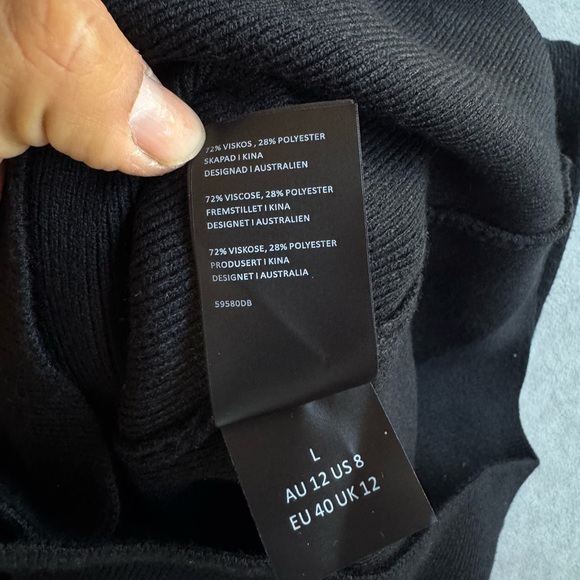 72% VISKOS, 28% POLYESTER
SKAPAD I KINA
DESIGNAD I AUSTRALIEN
72% VISCOSE, 28% POLYESTER
FREMSTILLET I KINA
DESIGNET I AUSTRALIEN
72% VISKOSE, 28% POLYESTER
PRODUSERT I KINA
DESIGNET I AUSTRALIA
59580DB
L
AU 12 US 8
EU 40 UK 12